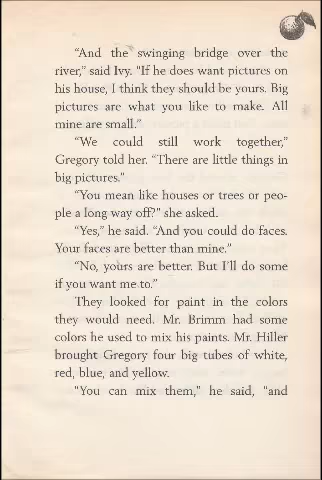 “And the swinging bridge over the
river,” said Ivy. “If he does want pictures on
his house, I think they should be yours. Big
pictures are what you like to make. All
mine are small.”
“We could still work together,”
Gregory told her. “There are little things in
big pictures.”
“You mean like houses or trees or peo-
ple a long way off?” she asked.
“Yes,” he said. “And you could do faces.
Your faces are better than mine.”
“No, yours are better. But I’ll do some
if you want me to.”
They looked for paint in the colors
they would need. Mr. Brimm had some
colors he used to mix his paints. Mr. Hiller
brought Gregory four big tubes of white,
red, blue, and yellow.
“You can mix them,” he said, “and